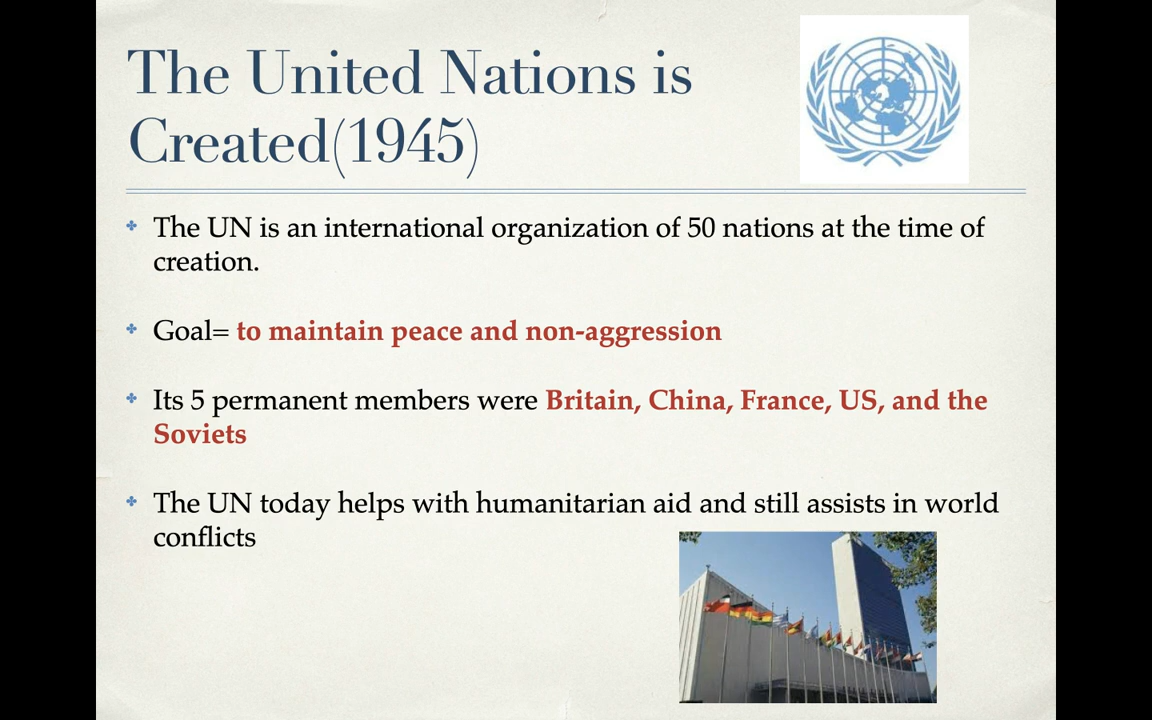 The United Nations is
Created(1945)
The UN is an international organization of 50 nations at the time of
creation.
Goal= to maintain peace and non-aggression
Its 5 permanent members were Britain, China, France, US, and the
Soviets
The UN today helps with humanitarian aid and still assists in world
conflicts